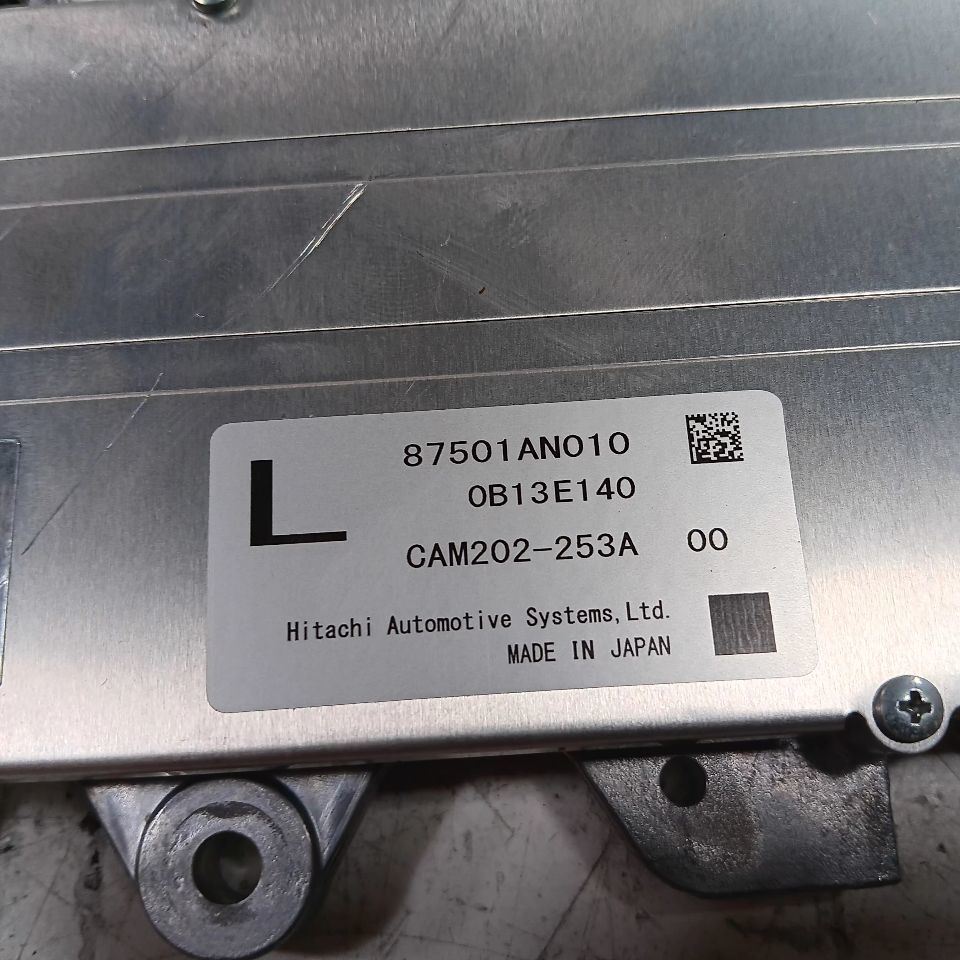 L
87501AN010
0B13E140
CAM202-253A 00
Hitachi Automotive Systems,Ltd.
MADE IN JAPAN